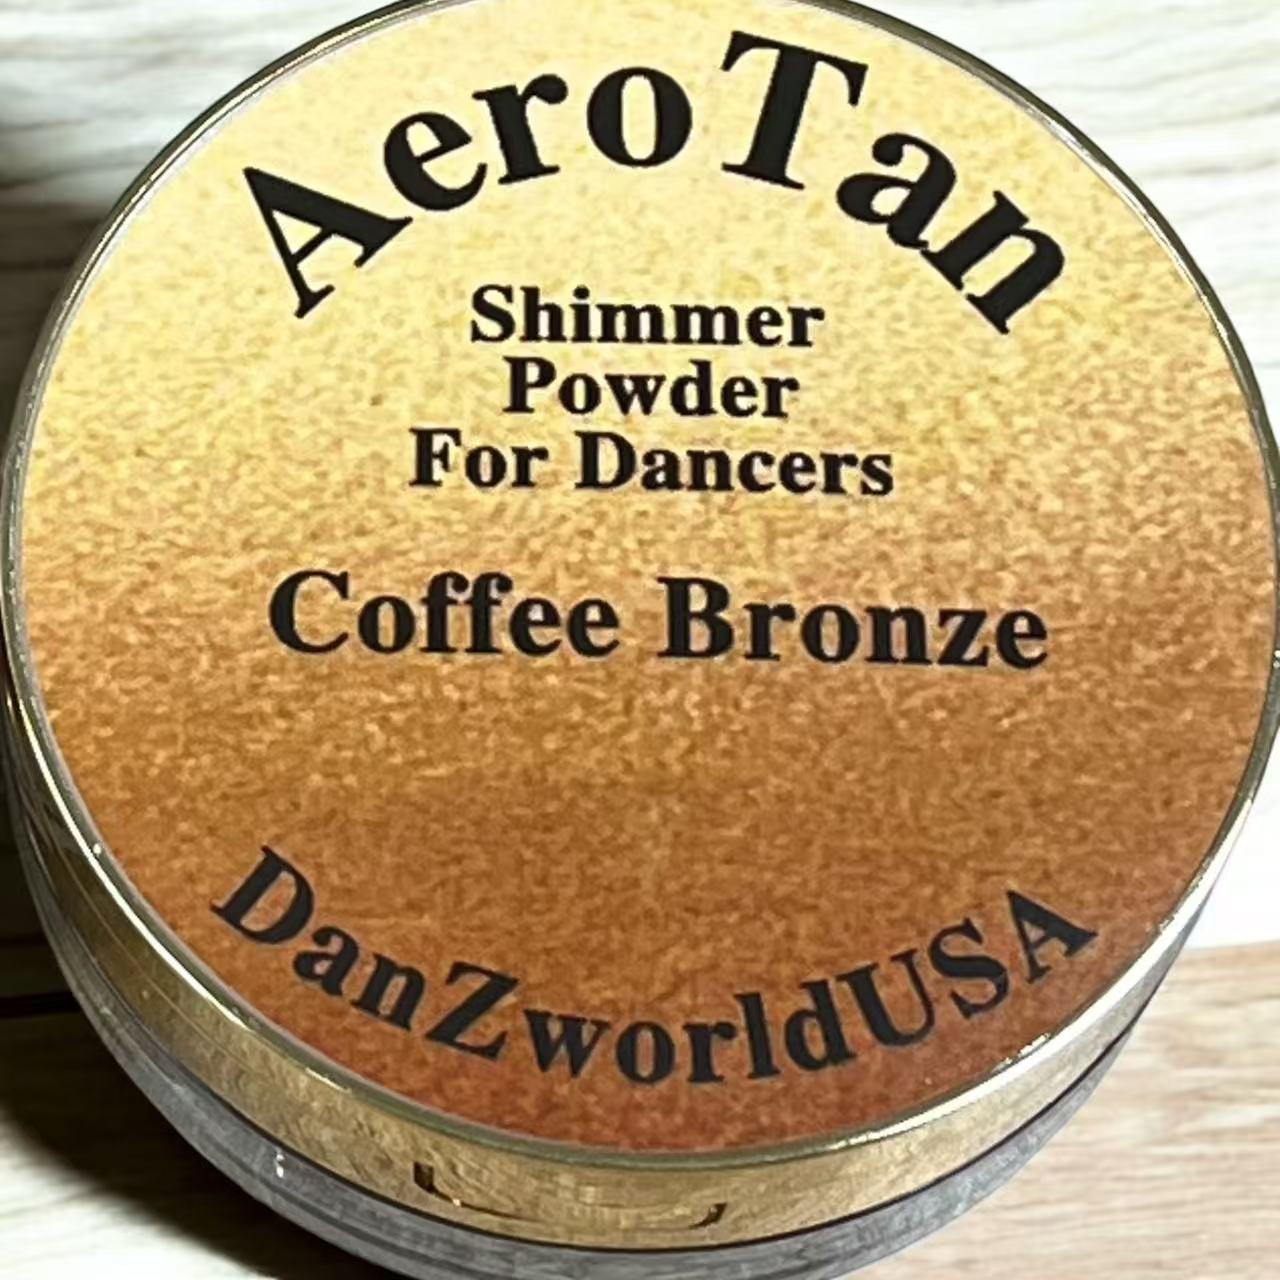 AeroTan
Shimmer
Powder
For Dancers
Coffee Bronze
DanZworldUSA